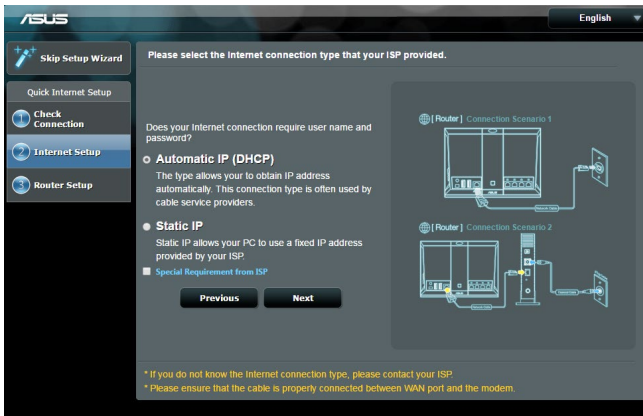 ASUS
English
Skip Setup Wizard
Please select the Internet connection type that your ISP provided.
Quick Internet Setup
1 Check
Connection
2 Internet Setup
3 Router Setup
Does your Internet connection require user name and
password?
Automatic IP (DHCP)
The type allows your to obtain IP address
automatically. This connection type is often used by
cable service providers.
Static IP
Static IP allows your PC to use a fixed IP address
provided by your ISP.
Special Requirement from ISP
Previous
Next
[ Router ] Connection Scenario 1
[ Router ] Connection Scenario 2
* If you do not know the Internet connection type, please contact your ISP.
* Please ensure that the cable is properly connected between WAN port and the modem.